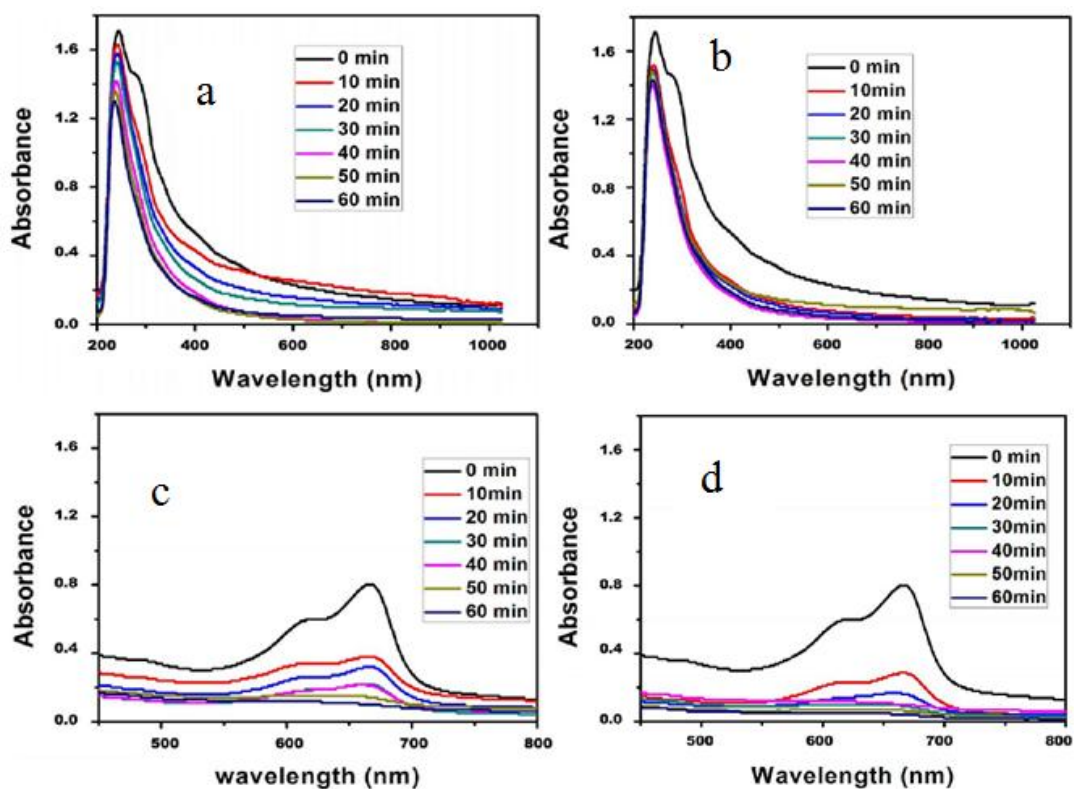 1.6
1.2
0.8
0.4
0.0
Absorbance
a
0 min
10 min
20 min
30 min
40 min
50 min
60 min
200
400
600
800
1000
Wavelength (nm)
1.6
1.2
0.8
0.4
0.0
Absorbance
b
0 min
10min
20 min
30 min
40 min
50 min
60 min
200
400
600
800
1000
Wavelength (nm)
1.6
1.2
0.8
0.4
0.0
Absorbance
c
0 min
10min
20 min
30 min
40 min
50 min
60 min
500
600
700
800
wavelength (nm)
1.6
1.2
0.8
0.4
0.0
Absorbance
d
0 min
10min
20min
30min
40min
50min
60min
500
600
700
800
Wavelength (nm)